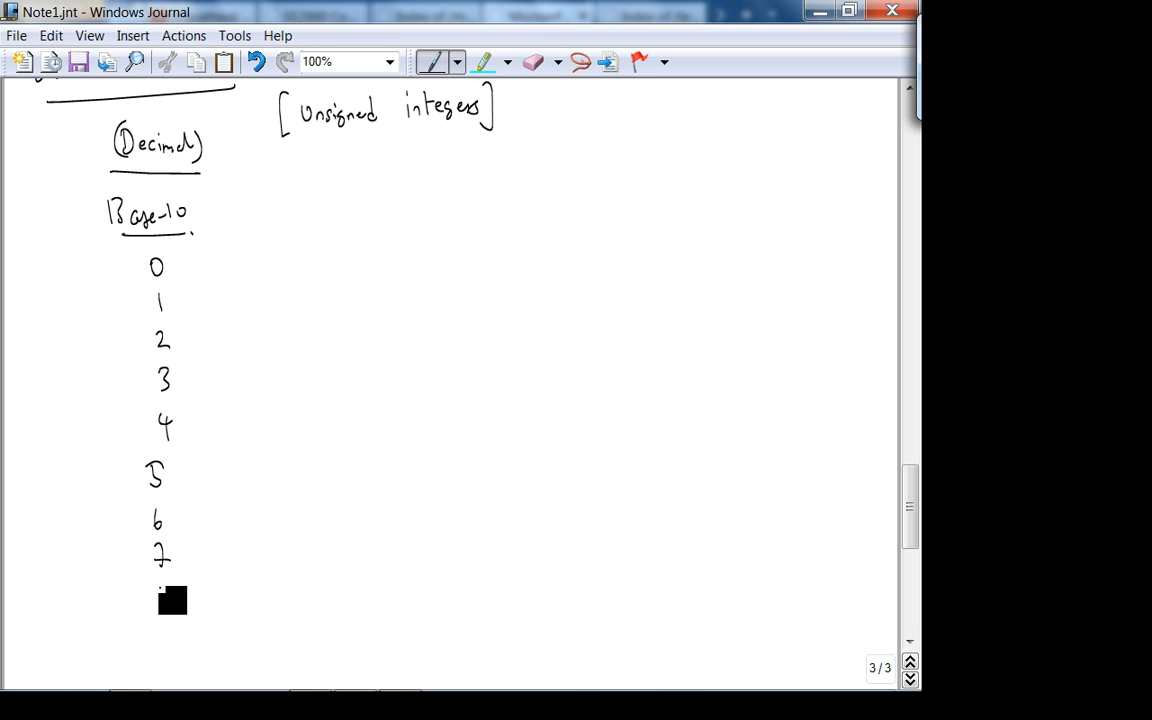 Note1.jnt - Windows Journal
File Edit View Insert Actions Tools Help
100%
[Unsigned integers]
(Decimal)
Base-10
0
1
2
3
4
5
6
7
3 / 3